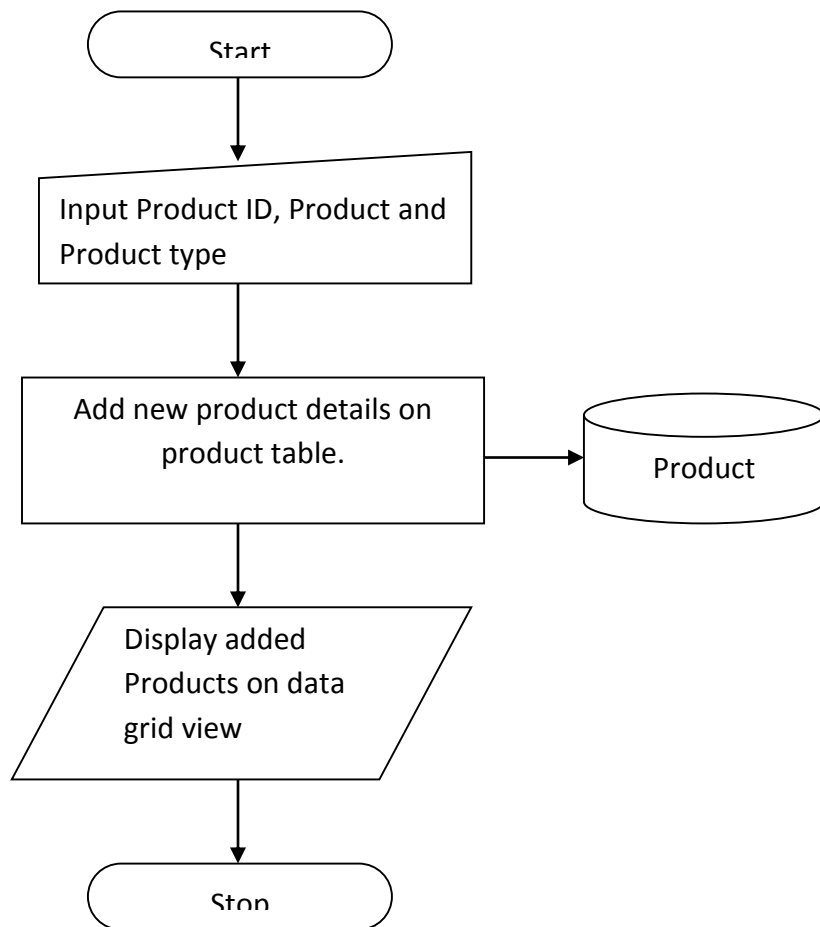 Start
Input Product ID, Product and
Product type
Add new product details on
product table.
Product
Display added
Products on data
grid view
Stop